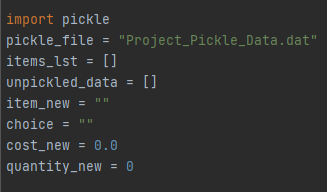 import pickle
pickle_file = "Project_Pickle_Data.dat"
items_lst = []
unpickled_data = []
item_new = ""
choice = ""
cost_new = 0.0
quantity_new = 0